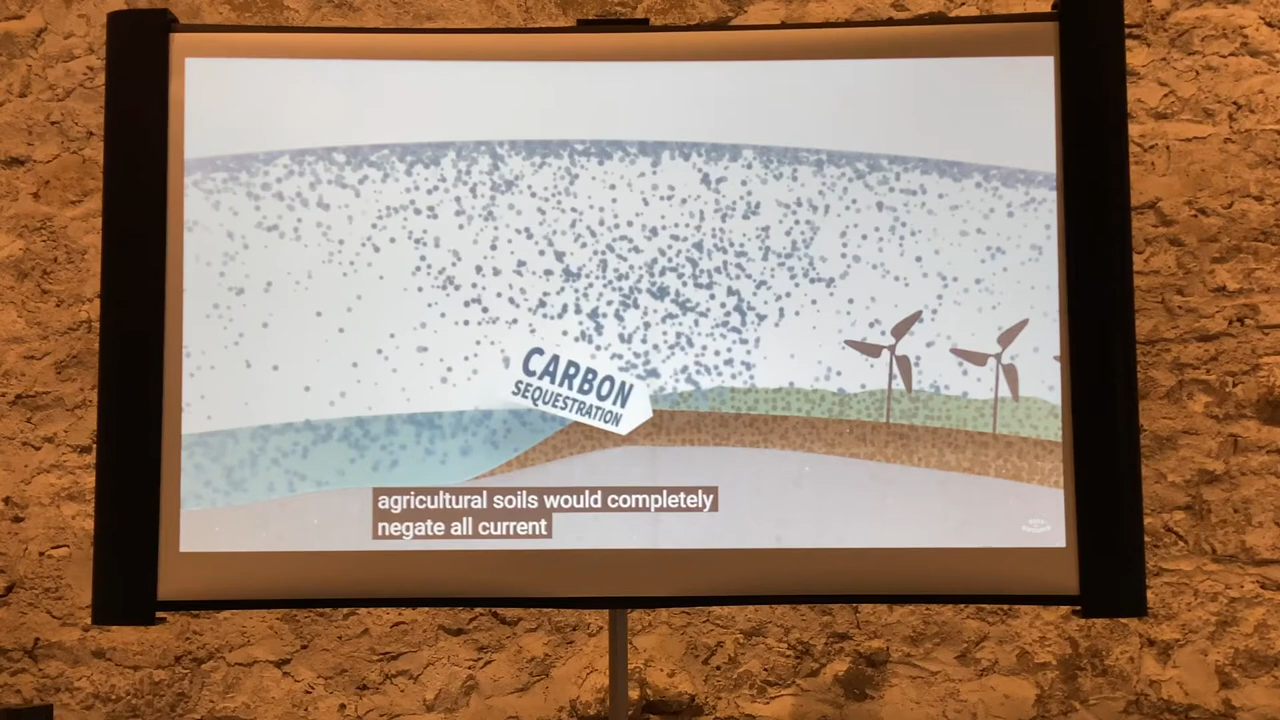 CARBON
SEQUESTRATION
agricultural soils would completely
negate all current